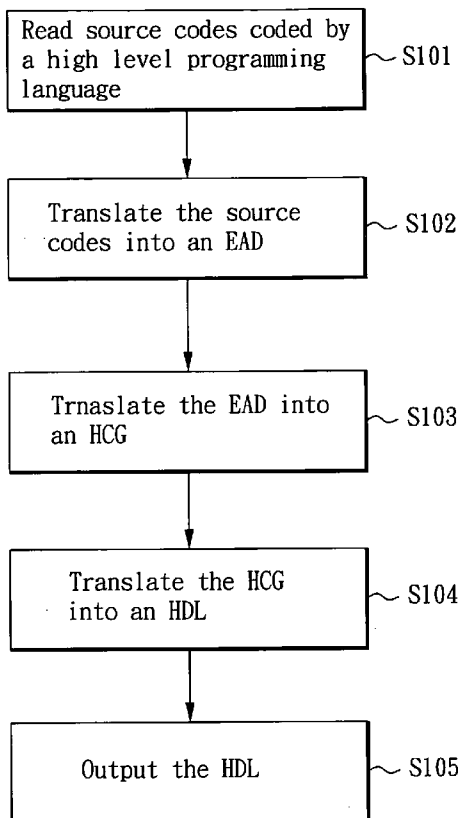 Read source codes coded by
a high level programming
language
S101
Translate the source
codes into an EAD
S102
Trnaslate the EAD into
an HCG
S103
Translate the HCG
into an HDL
S104
Output the HDL
S105